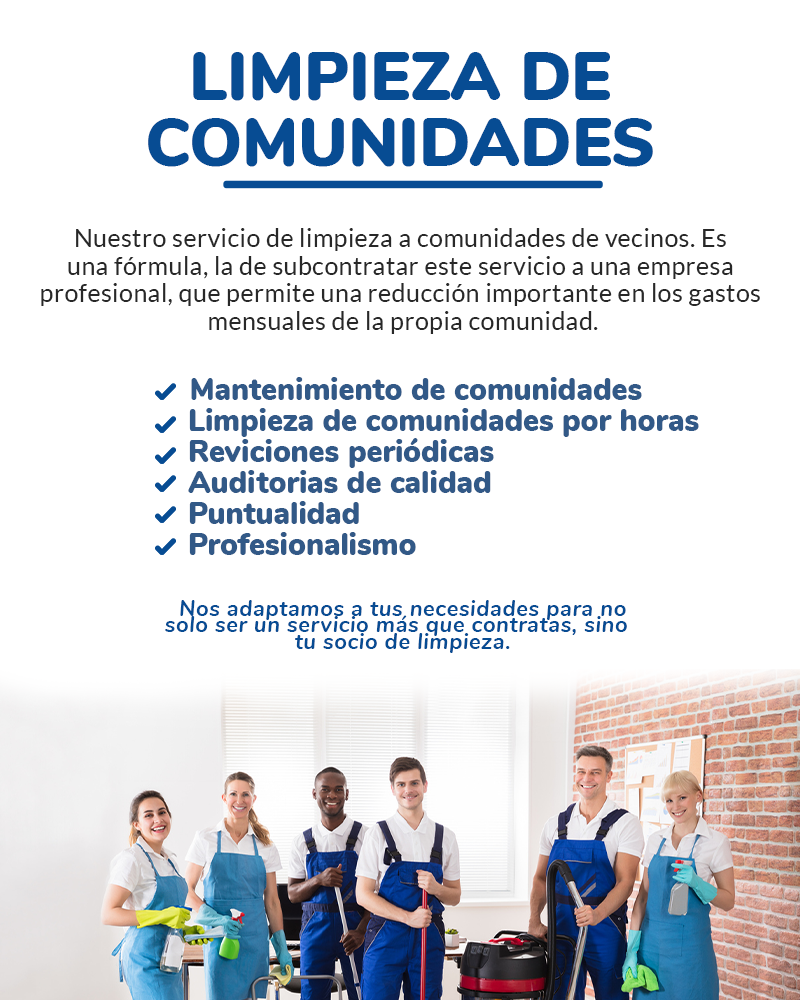 LIMPIEZA DE
COMUNIDADES
Nuestro servicio de limpieza a comunidades de vecinos. Es
una fórmula, la de subcontratar este servicio a una empresa
profesional, que permite una reducción importante en los gastos
mensuales de la propia comunidad.
Mantenimiento de comunidades
Limpieza de comunidades por horas
Reviciones periódicas
Auditorias de calidad
Puntualidad
Profesionalismo
Nos adaptamos a tus necesidades para no
solo ser un servicio más que contratas, sino
tu socio de limpieza.